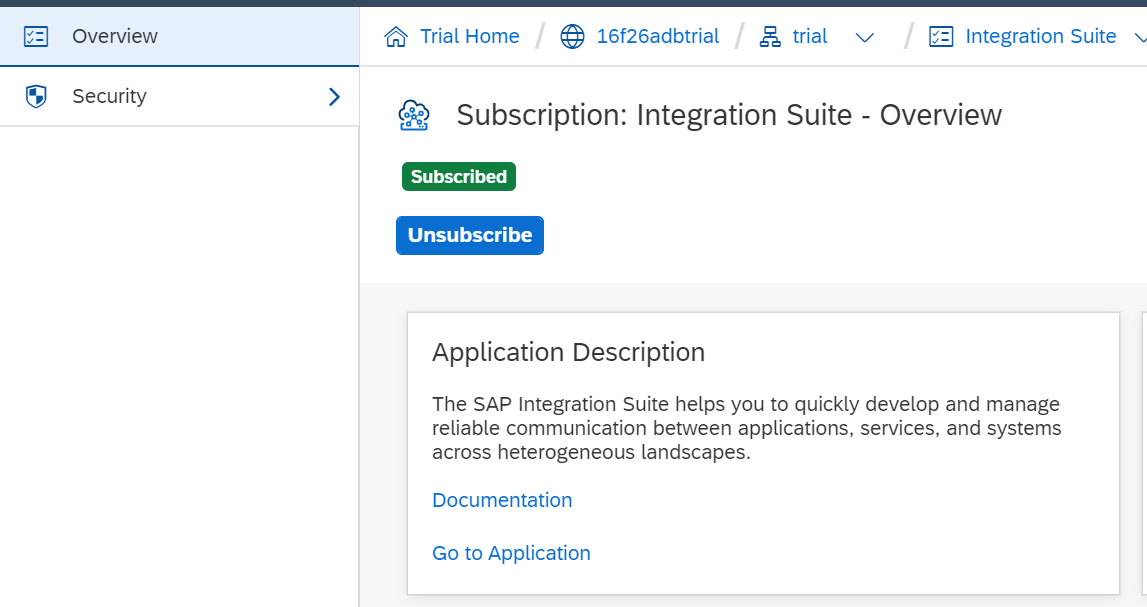 Overview
Security
Trial Home / 16f26adbtrial / trial / Integration Suite
Subscription: Integration Suite - Overview
Subscribed
Unsubscribe
Application Description
The SAP Integration Suite helps you to quickly develop and manage
reliable communication between applications, services, and systems
across heterogeneous landscapes.
Documentation
Go to Application